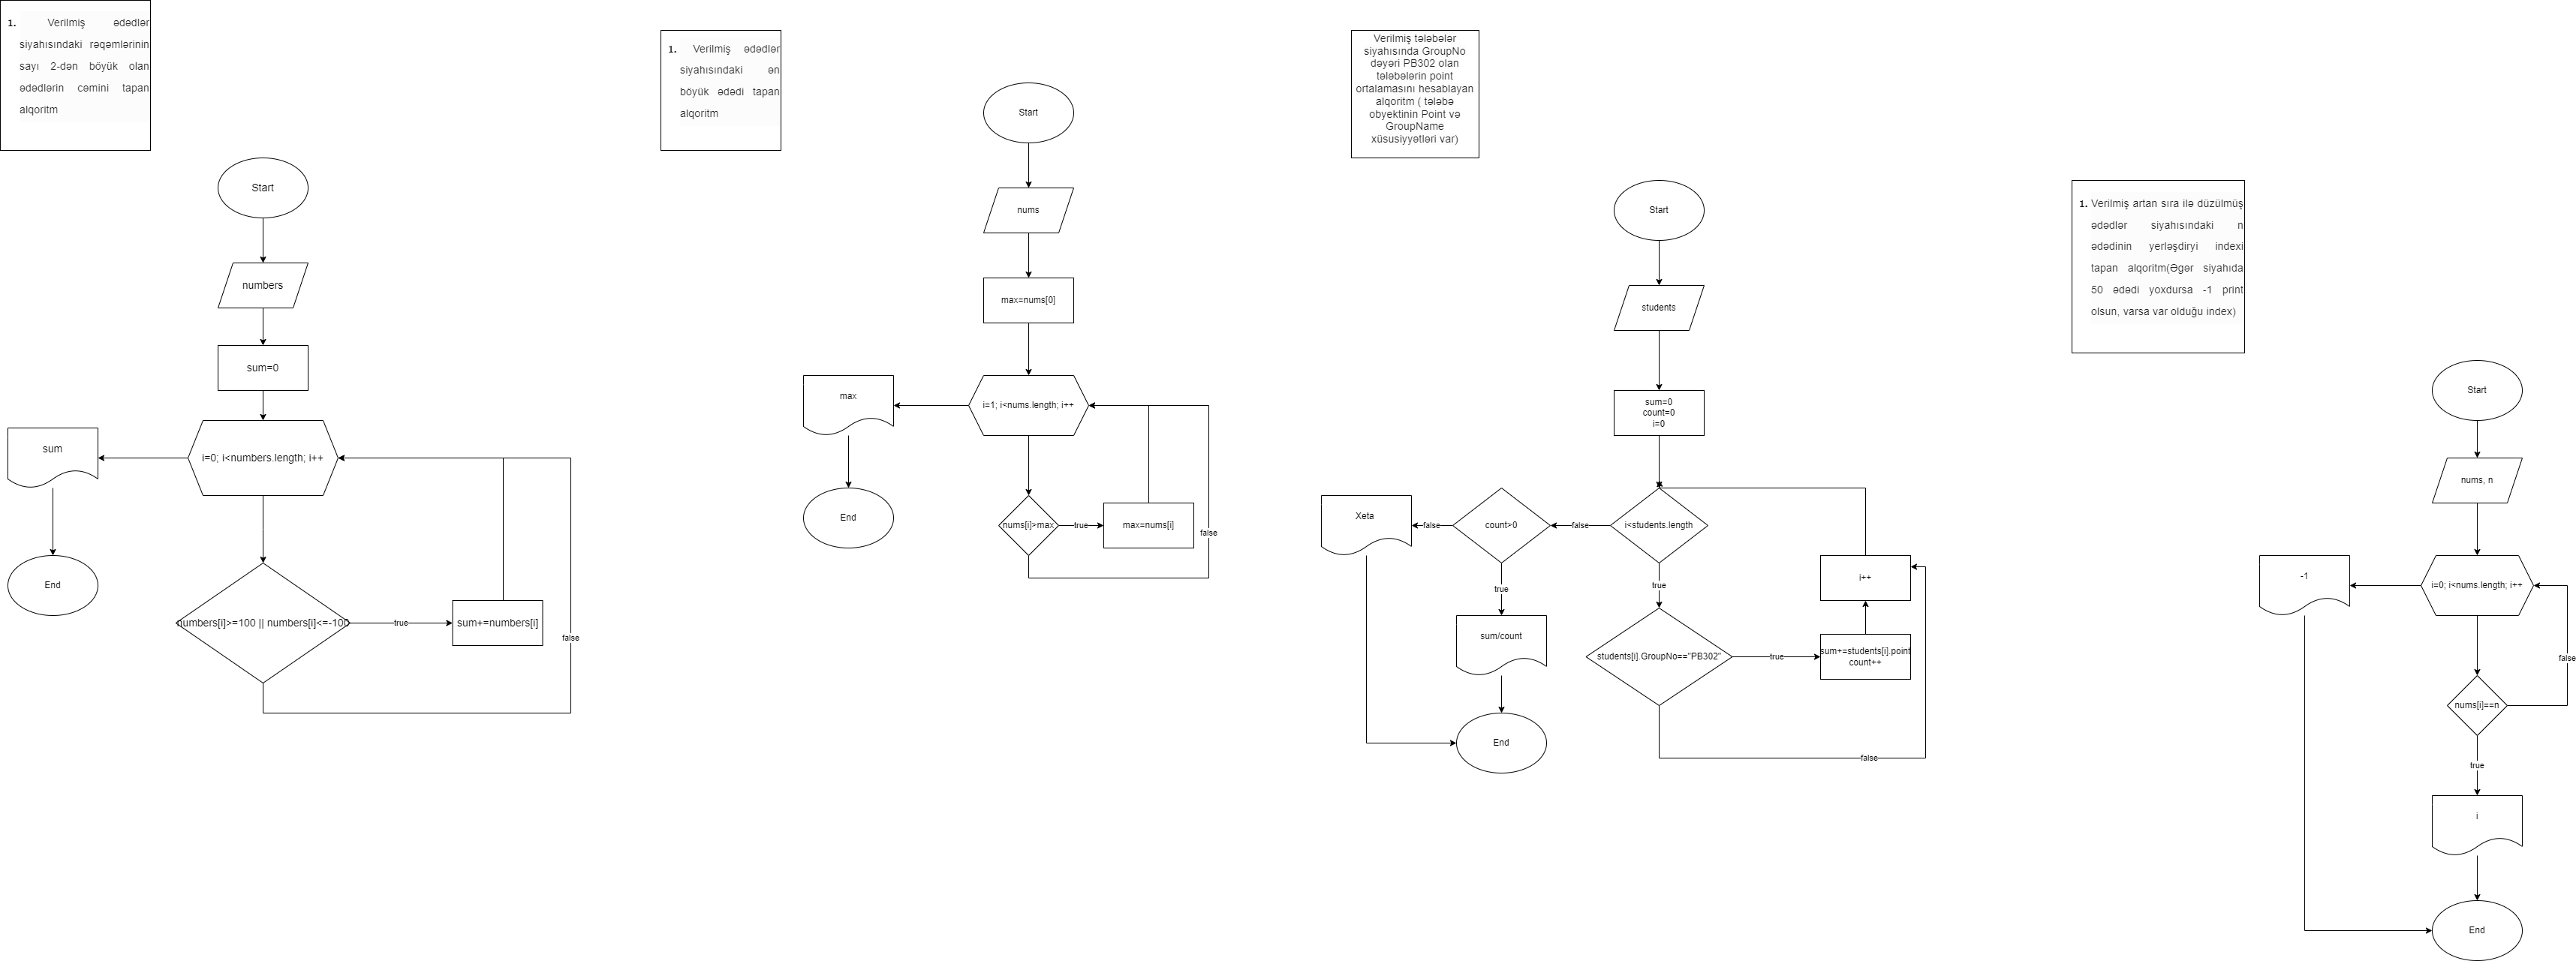 1. Verilmiş ədədlər
siyahısındaki rəqəmlərinin
sayı 2-dən böyük olan
ədədlərin cəmini tapan
alqoritm
Start
numbers
sum=0
i=0; i<numbers.length; i++
sum
End
numbers[i]>=100 || numbers[i]<=-100
true
sum+=numbers[i]
false
1. Verilmiş ədədlər
siyahısındaki ən
böyük ədədi tapan
alqoritm
Start
nums
max=nums[0]
i=1; i<nums.length; i++
max
End
nums[i]>max
true
max=nums[i]
false
Verilmiş tələbələr
siyahısında GroupNo
dəyəri PB302 olan
tələbələrin point
ortalamasını hesablayan
alqoritm ( tələbə
obyektinin Point və
GroupName
xüsusiyyətləri var)
Start
students
sum=0
count=0
i=0
i<students.length
false
count>0
false
Xeta
true
sum/count
End
true
students[i].GroupNo=="PB302"
true
sum+=students[i].point
count++
i++
false
1. Verilmiş artan sıra ilə düzülmüş
ədədlər siyahısındaki n
ədədinin yerləşdiryi indexi
tapan alqoritm(Əgər siyahıda
50 ədədi yoxdursa -1 print
olsun, varsa var olduğu index)
Start
nums, n
i=0; i<nums.length; i++
-1
false
nums[i]==n
true
i
End